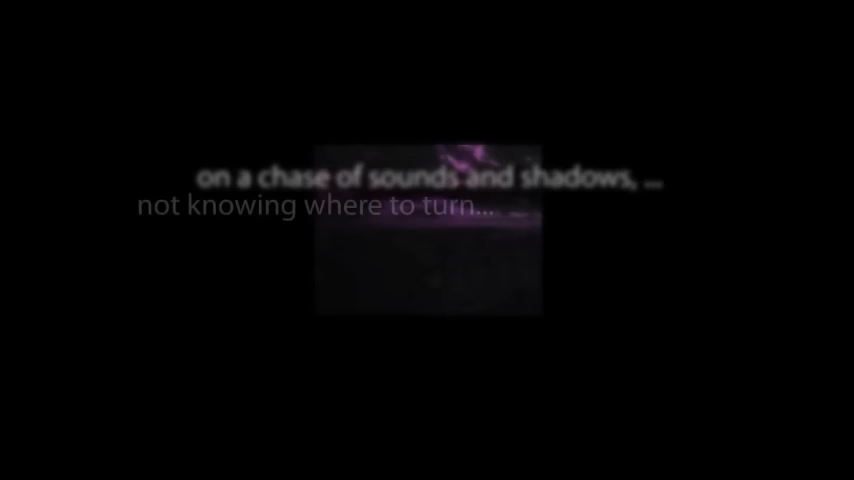 on a chase of sounds and shadows, ...
not knowing where to turn...